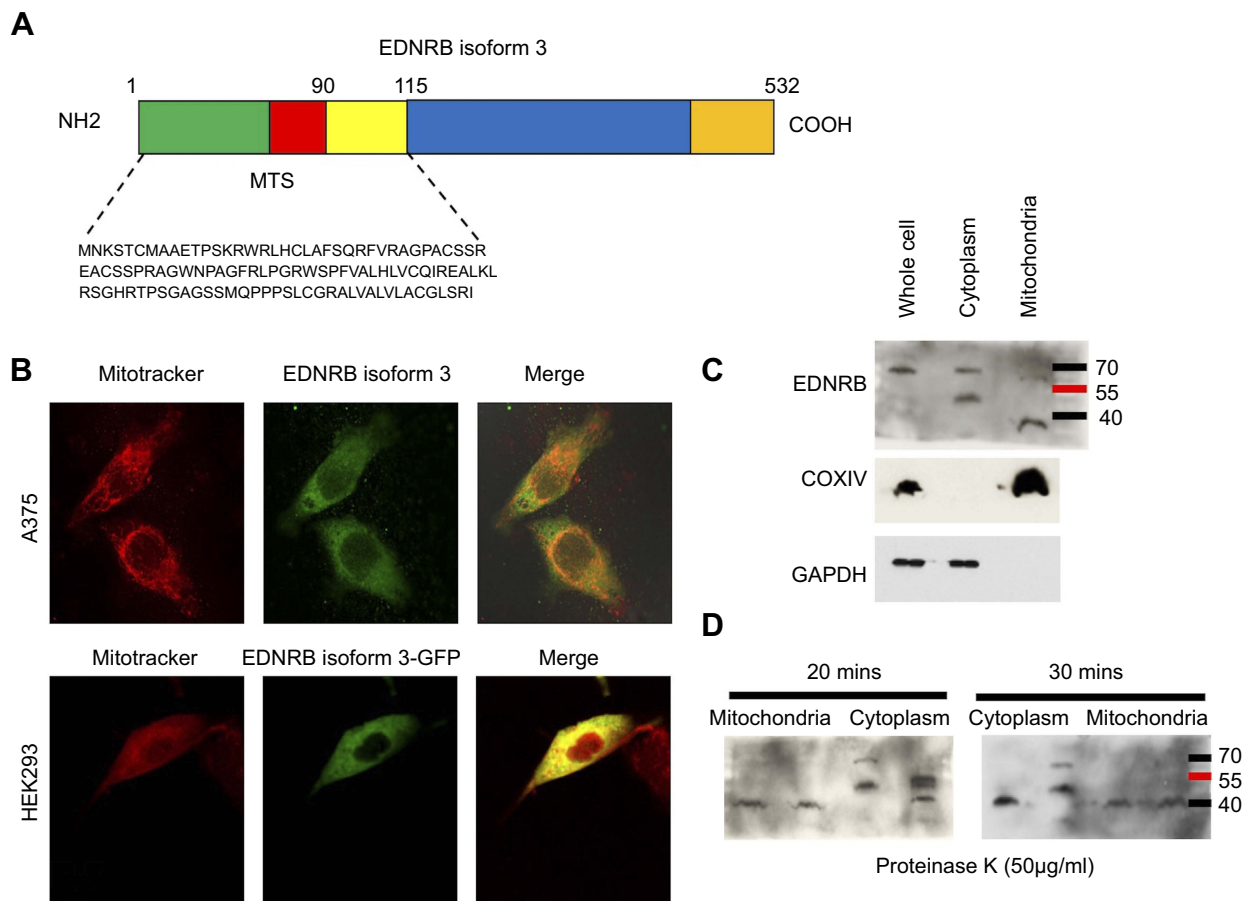 A
EDNRB isoform 3
1 90 115 532
NH2 COOH
MTS
MNKSTCMAAETPSKRWRLHCLAFSQRFVRAGPACSSR
EACSSPRAGWNPAGFRLPGRWSPFVALHLVCQIREALKL
RSGHRTPSGAGSSMQPPPSLCGRALVALVLACGLSRI
B
Mitotracker EDNRB isoform 3 Merge
A375
Mitotracker EDNRB isoform 3-GFP Merge
HEK293
C
Whole cell
Cytoplasm
Mitochondria
EDNRB
70
55
40
COXIV
GAPDH
D
20 mins 30 mins
Mitochondria Cytoplasm Cytoplasm Mitochondria
70
55
40
Proteinase K (50μg/ml)